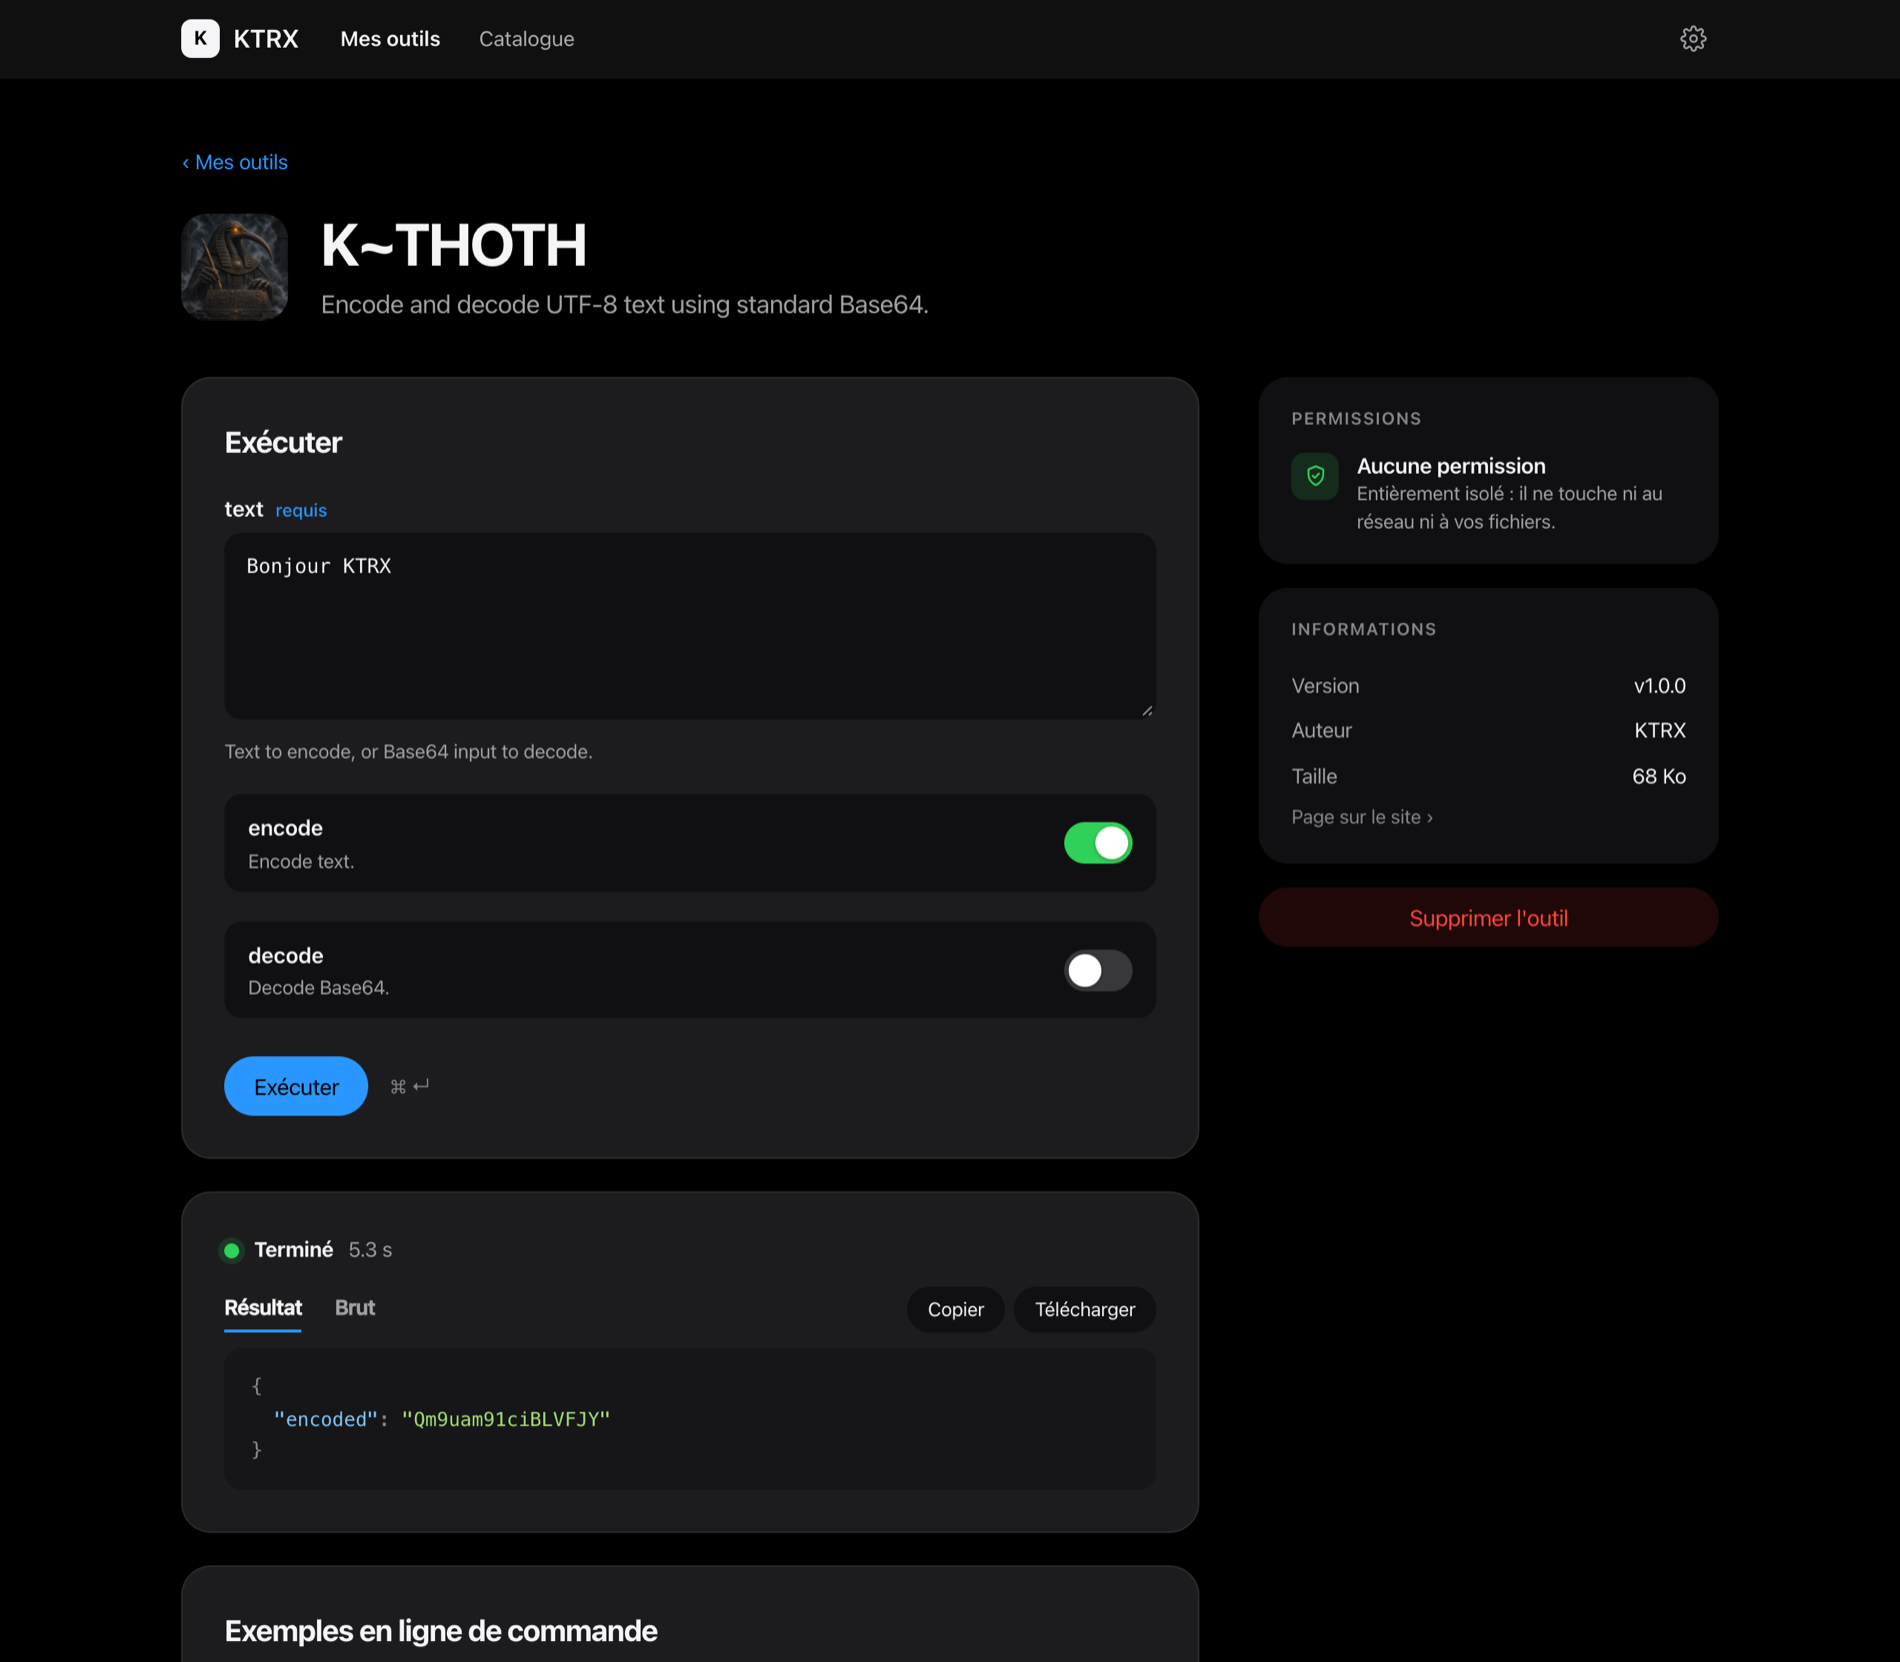 K KTRX Mes outils Catalogue
‹ Mes outils
K~THOTH
Encode and decode UTF-8 text using standard Base64.
Exécuter
text requis
Bonjour KTRX
Text to encode, or Base64 input to decode.
encode
Encode text.
decode
Decode Base64.
Exécuter ⌘ ↵
PERMISSIONS
Aucune permission
Entièrement isolé : il ne touche ni au
réseau ni à vos fichiers.
INFORMATIONS
Version v1.0.0
Auteur KTRX
Taille 68 Ko
Page sur le site ›
Supprimer l'outil
Terminé 5.3 s
Résultat Brut Copier Télécharger
{
"encoded": "Qm9uam91ciBLVFJY"
}
Exemples en ligne de commande